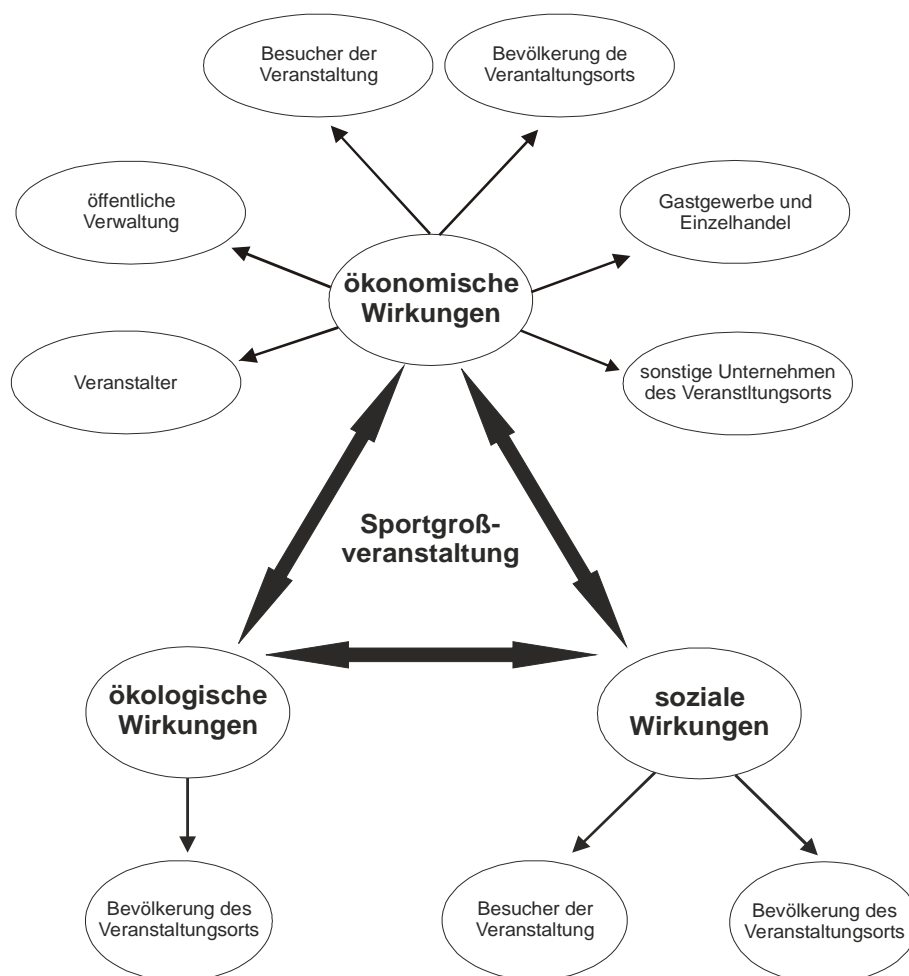 Besucher der
Veranstaltung
Bevölkerung de
Verantaltungsorts
öffentliche
Verwaltung
Gastgewerbe und
Einzelhandel
ökonomische
Wirkungen
Veranstalter
sonstige Unternehmen
des Veranstltungsorts
Sportgroß-
veranstaltung
ökologische
Wirkungen
soziale
Wirkungen
Bevölkerung des
Veranstaltungsorts
Besucher der
Veranstaltung
Bevölkerung des
Veranstaltungsorts